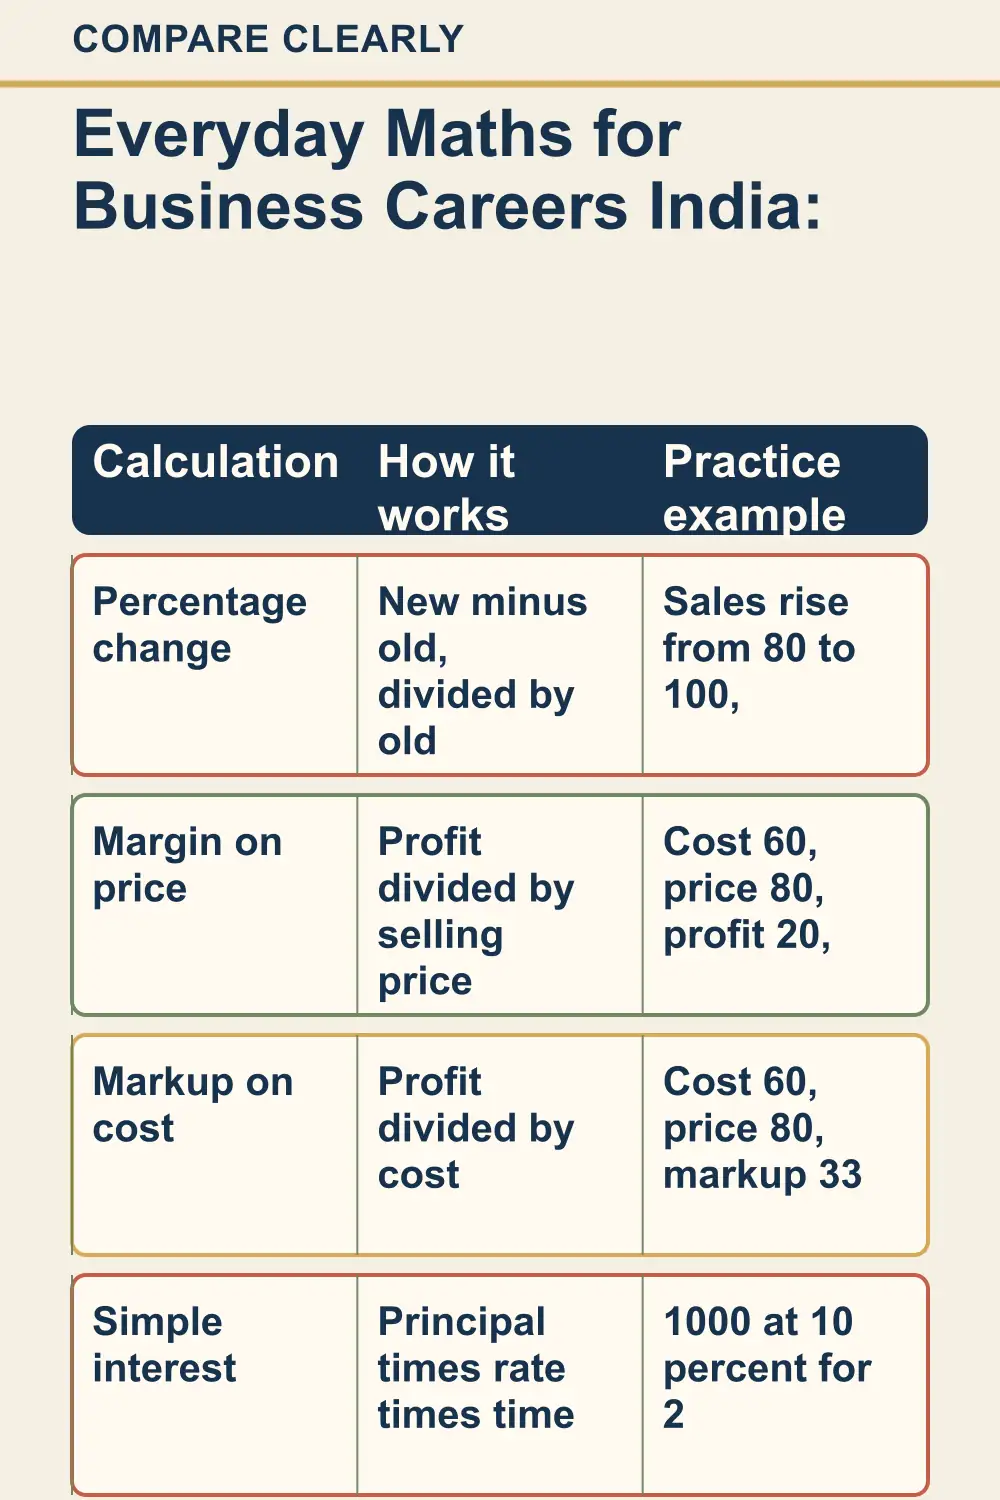 COMPARE CLEARLY
Everyday Maths for
Business Careers India:
Calculation
How it
works
Practice
example
Percentage
change
New minus
old,
divided by
old
Sales rise
from 80 to
100,
Margin on
price
Profit
divided by
selling
price
Cost 60,
price 80,
profit 20,
Markup on
cost
Profit
divided by
cost
Cost 60,
price 80,
markup 33
Simple
interest
Principal
times rate
times time
1000 at 10
percent for
2